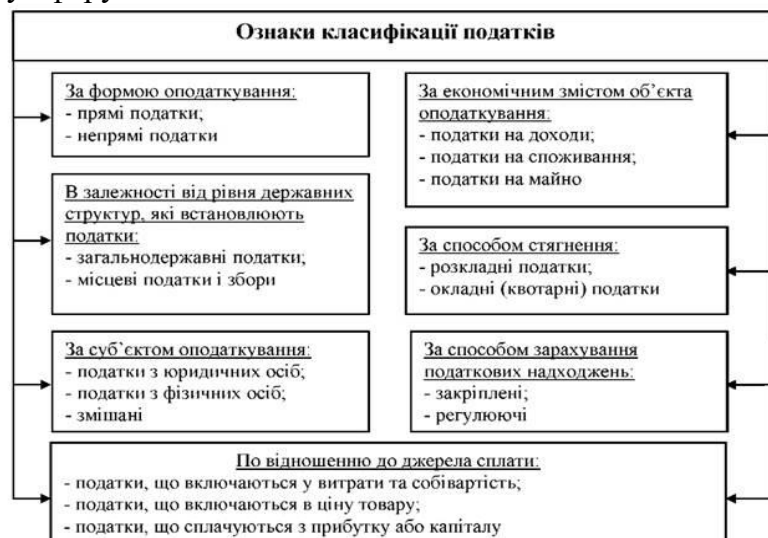 Ознаки класифікації податків
За формою оподаткування:
- прямі податки;
- непрямі податки
В залежності від рівня державних
структур, які встановлюють
податки:
- загальнодержавні податки;
- місцеві податки і збори
За суб`єктом оподаткування:
- податки з юридичних осіб;
- податки з фізичних осіб;
- змішані
За економічним змістом об’єкта
оподаткування:
- податки на доходи;
- податки на споживання;
- податки на майно
За способом стягнення:
- розкладні податки;
- окладні (квотарні) податки
За способом зарахування
податкових надходжень:
- закріплені;
- регулюючі
По відношенню до джерела сплати:
- податки, що включаються у витрати та собівартість;
- податки, що включаються в ціну товару;
- податки, що сплачуються з прибутку або капіталу